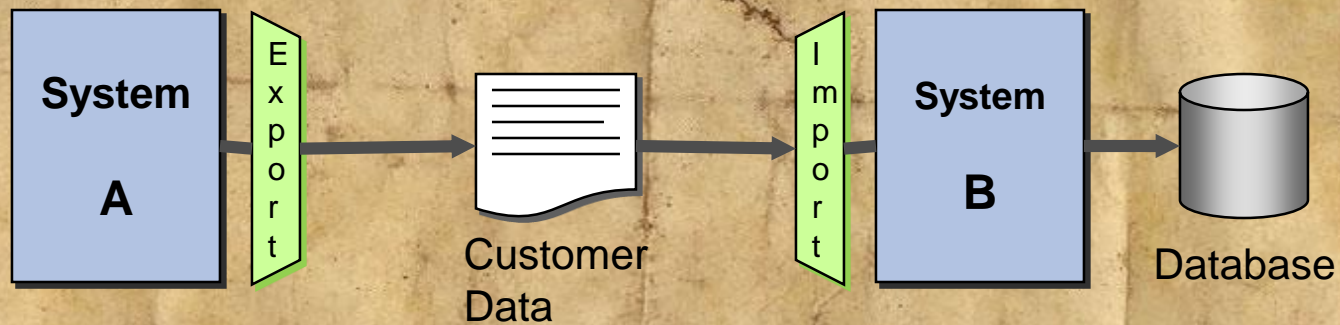 System
A
Export
Customer
Data
Import
System
B
Database